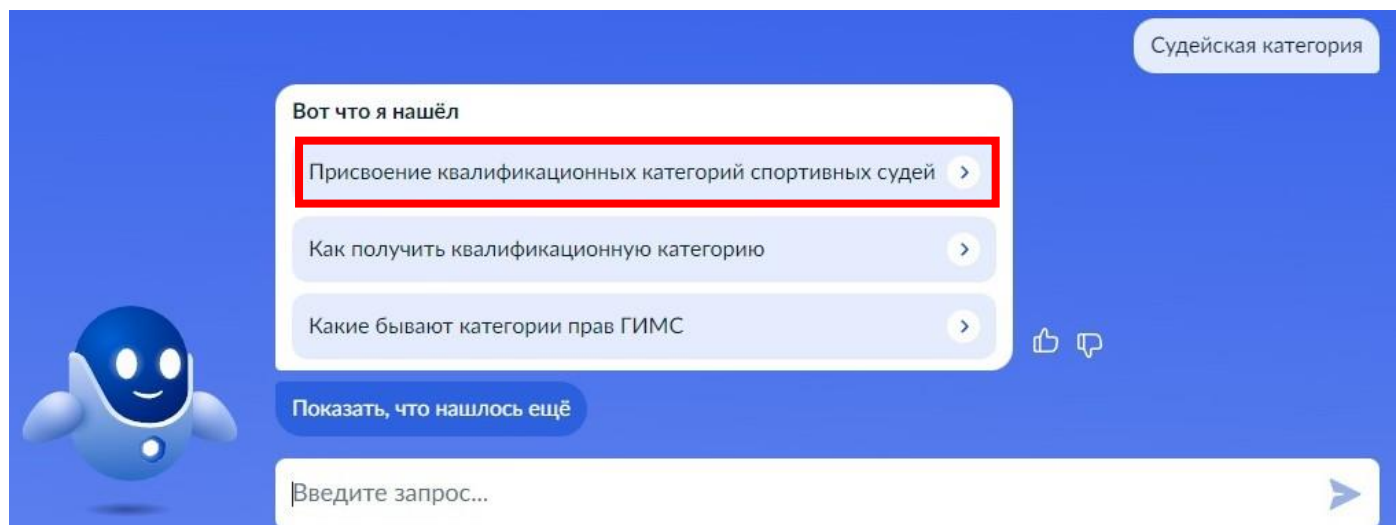 Судейская категория
Вот что я нашёл
Присвоение квалификационных категорий спортивных судей
Как получить квалификационную категорию
Какие бывают категории прав ГИМС
Показать, что нашлось ещё
Введите запрос...